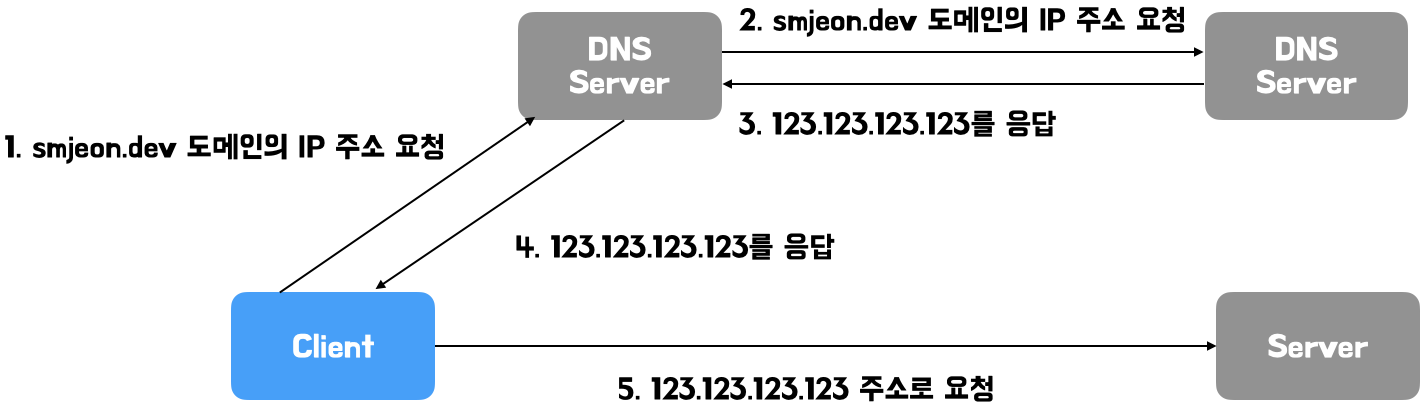 2. smjeon.dev 도메인의 IP 주소 요청
DNS
Server
DNS
Server
3. 123.123.123.123를 응답
1. smjeon.dev 도메인의 IP 주소 요청
4. 123.123.123.123를 응답
Client
Server
5. 123.123.123.123 주소로 요청